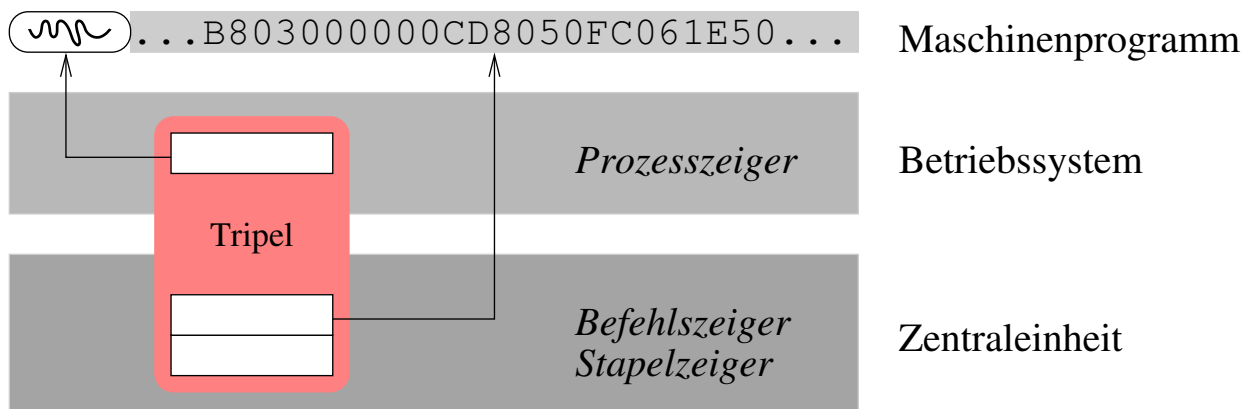 ...B803000000CD8050FC061E50... Maschinenprogramm
Prozesszeiger Betriebssystem
Tripel
Befehlszeiger
Stapelzeiger
Zentraleinheit